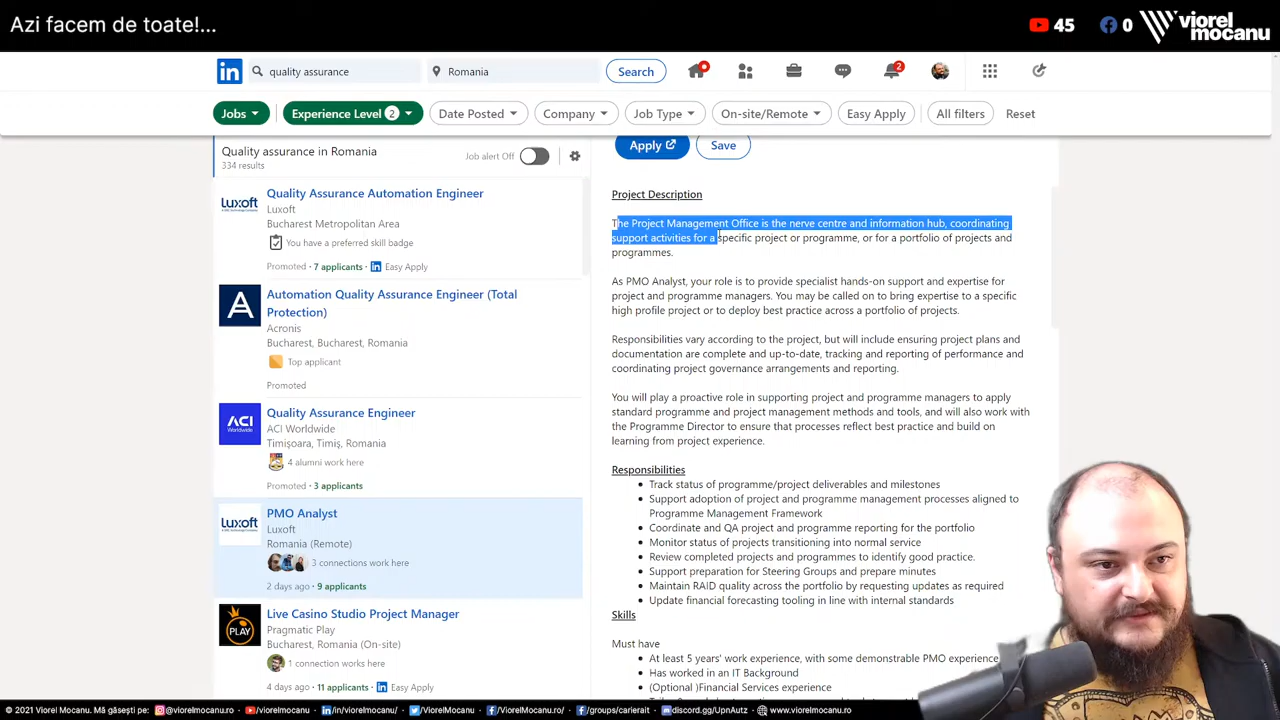 Azi facem de toate!...
45
0
viorel
mocanu
in
quality assurance
Romania
Search
2
Jobs
Experience Level 2
Date Posted
Company
Job Type
On-site/Remote
Easy Apply
All filters
Reset
Quality assurance in Romania
334 results
Job alert Off
Luxoft
Quality Assurance Automation Engineer
Luxoft
Bucharest Metropolitan Area
You have a preferred skill badge
Promoted · 7 applicants · in Easy Apply
A
Automation Quality Assurance Engineer (Total
Protection)
Acronis
Bucharest, Bucharest, Romania
Top applicant
Promoted
ACI
Worldwide
Quality Assurance Engineer
ACI Worldwide
Timișoara, Timiș, Romania
4 alumni work here
Promoted · 3 applicants
Luxoft
PMO Analyst
Luxoft
Romania (Remote)
3 connections work here
2 days ago · 9 applicants
PLAY
Live Casino Studio Project Manager
Pragmatic Play
Bucharest, Romania (On-site)
1 connection works here
4 days ago · 11 applicants · in Easy Apply
Apply
Save
Project Description
The Project Management Office is the nerve centre and information hub, coordinating
support activities for a specific project or programme, or for a portfolio of projects and
programmes.
As PMO Analyst, your role is to provide specialist hands-on support and expertise for
project and programme managers. You may be called on to bring expertise to a specific
high profile project or to deploy best practice across a portfolio of projects.
Responsibilities vary according to the project, but will include ensuring project plans and
documentation are complete and up-to-date, tracking and reporting of performance and
coordinating project governance arrangements and reporting.
You will play a proactive role in supporting project and programme managers to apply
standard programme and project management methods and tools, and will also work with
the Programme Director to ensure that processes reflect best practice and build on
learning from project experience.
Responsibilities
• Track status of programme/project deliverables and milestones
• Support adoption of project and programme management processes aligned to
Programme Management Framework
• Coordinate and QA project and programme reporting for the portfolio
• Monitor status of projects transitioning into normal service
• Review completed projects and programmes to identify good practice.
• Support preparation for Steering Groups and prepare minutes
• Maintain RAID quality across the portfolio by requesting updates as required
• Update financial forecasting tooling in line with internal standards
Skills
Must have
• At least 5 years' work experience, with some demonstrable PMO experience
• Has worked in an IT Background
• (Optional )Financial Services experience
© 2021 Viorel Mocanu. Mă găsești pe: @viorelmocanu.ro /viorelmocanu /in/viorelmocanu/ /ViorelMocanu /ViorelMocanu.ro/ /groups/carierait discord.gg/UpnAutz www.viorelmocanu.ro